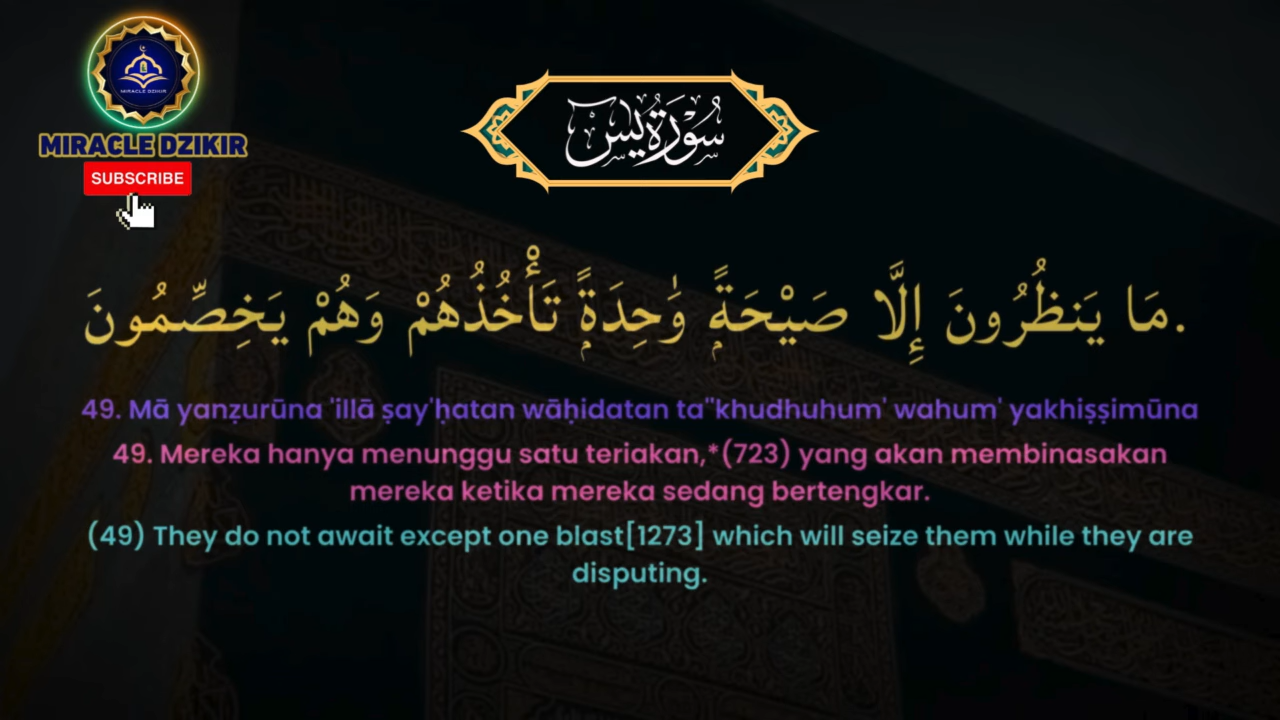 MIRACLE DZIKIR
MIRACLE DZIKIR
SUBSCRIBE
سُورَةُ يس
مَا يَنظُرُونَ إِلَّا صَيْحَةًۭ وَٰحِدَةًۭ تَأْخُذُهُمْ وَهُمْ يَخِصِّمُونَ.
49. Mā yanẓurūna 'illā ṣay'ḥatan wāḥidatan ta''khudhuhum' wahum' yakhiṣṣimūna
49. Mereka hanya menunggu satu teriakan,*(723) yang akan membinasakan
mereka ketika mereka sedang bertengkar.
(49) They do not await except one blast[1273] which will seize them while they are
disputing.